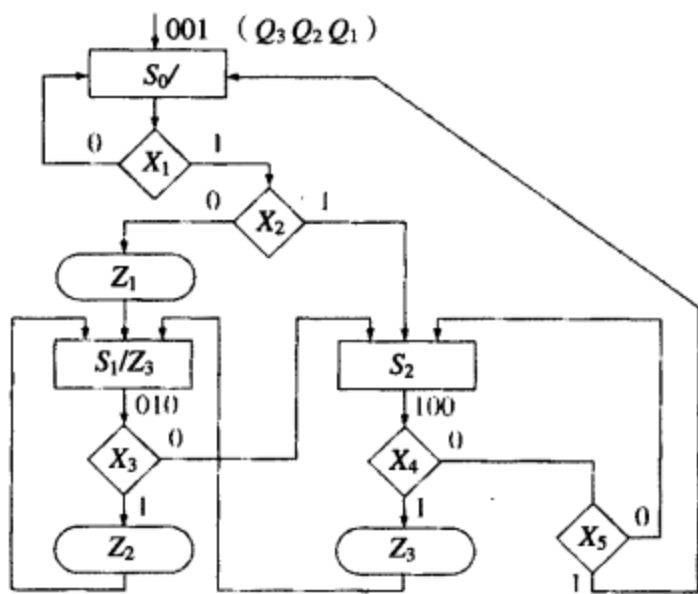 001 (Q₃ Q₂ Q₁)
S₀/
0 X₁ 1
0 X₂ 1
Z₁
S₁/Z₃
S₂
010
100
X₃ 0
X₄ 0
1
1
Z₂
Z₃
X₅ 0
1